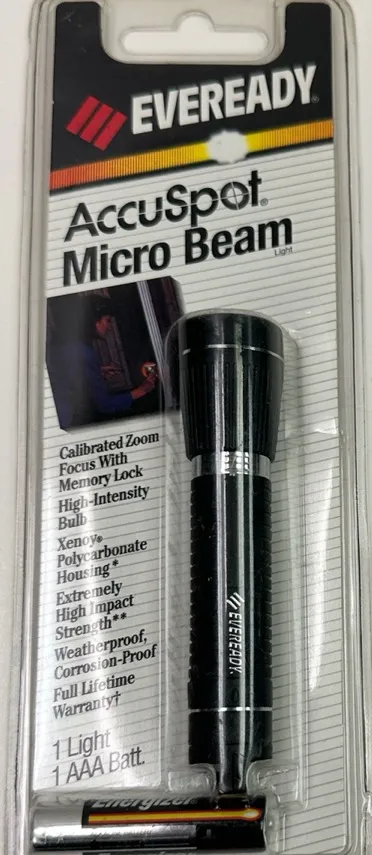 EVEREADY®
AccuSpot®
Micro Beam
Light
Calibrated Zoom
Focus With
Memory Lock
High-Intensity
Bulb
Xenoy®
Polycarbonate
Housing*
Extremely
High Impact
Strength**
Weatherproof,
Corrosion-Proof
Full Lifetime
Warranty†
EVEREADY
1 Light
1 AAA Batt.
Energizer